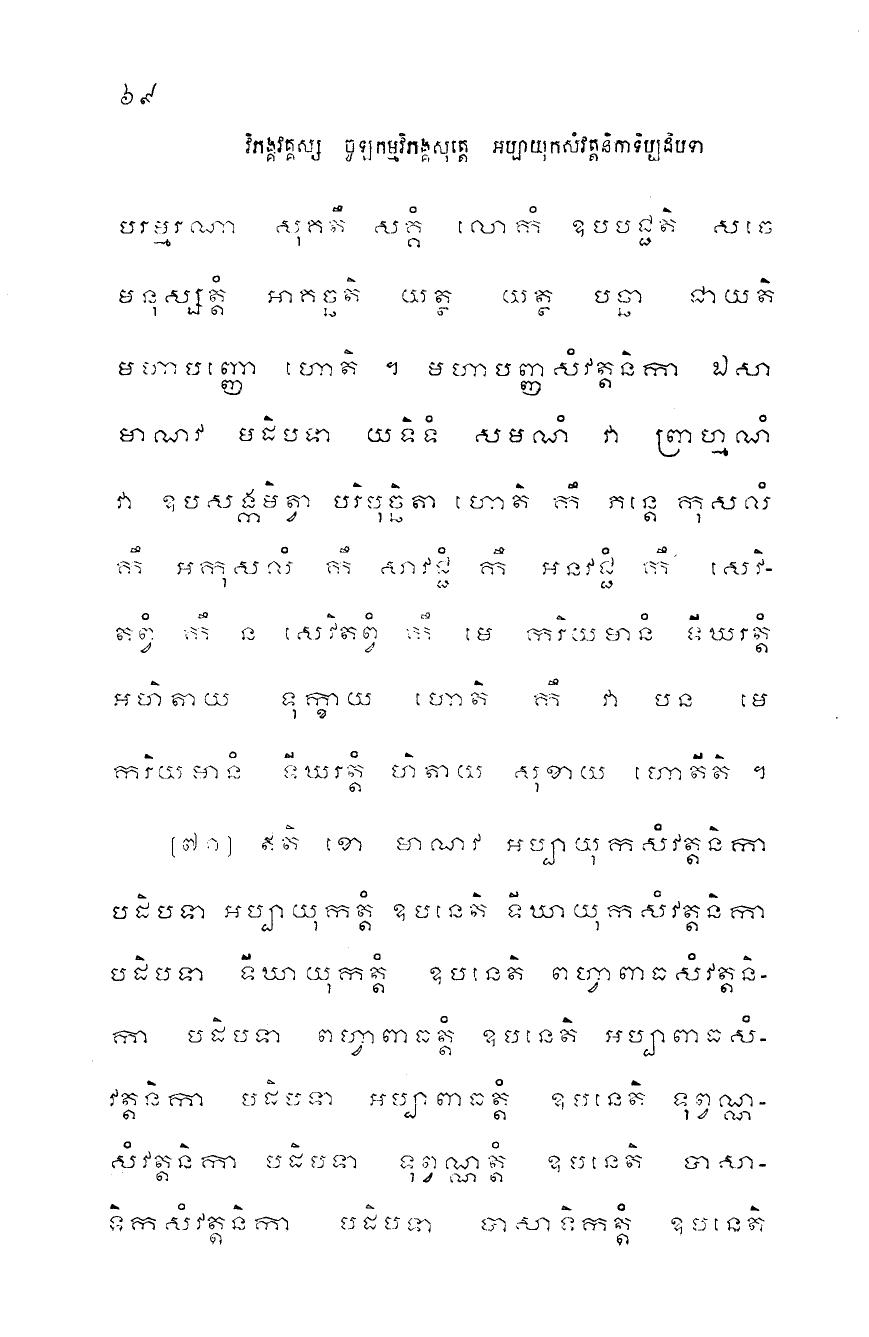 ៦៩
វិភង្គវគ្គស្ស ចូឡកម្មវិភង្គសុត្តេ អប្បាយុកសំវត្តនិកាទិប្បដិបទា
បរម្មរណា សុគតឹ សគ្គំ លោកំ ឧបបជ្ជតិ សចេ
មនុស្សត្តំ អាគច្ឆតិ យត្ថ យត្ថ បច្ឆា ជាយតិ
មហាបញ្ញោ ហោតិ ។ មហាបញ្ញសំវត្តនិកា ឯសា
មាណវ បដិបទា យទិទំ សមណំ វា ព្រាហ្មណំ
វា ឧបសង្កមិត្វា បរិបុច្ឆិតា ហោតិ កឹ ភន្តេ កុសលំ
កឹ អកុសលំ កឹ សាវជ្ជំ កឹ អនវជ្ជំ កឹ សេវិ-
តព្វំ កឹ ន សេវិតព្វំ កឹ មេ ករិយមានំ ទីឃរត្តំ
អហិតាយ ទុក្ខាយ ហោតិ កឹ វា បន មេ
ករិយមានំ ទីឃរត្តំ ហិតាយ សុខាយ ហោតីតិ ។
[៧១] ឥតិ ខោ មាណវ អប្បាយុកសំវត្តនិកា
បដិបទា អប្បាយុកត្តំ ឧបនេតិ ទីឃាយុកសំវត្តនិកា
បដិបទា ទីឃាយុកត្តំ ឧបនេតិ ពហ្វាពាធសំវត្តនិ-
កា បដិបទា ពហ្វាពាធត្តំ ឧបនេតិ អប្បាពាធសំ-
វត្តនិកា បដិបទា អប្បាពាធត្តំ ឧបនេតិ ទុព្វណ្ណ-
សំវត្តនិកា បដិបទា ទុព្វណ្ណត្តំ ឧបនេតិ បាសា-
ទិកសំវត្តនិកា បដិបទា បាសាទិកត្តំ ឧបនេតិ